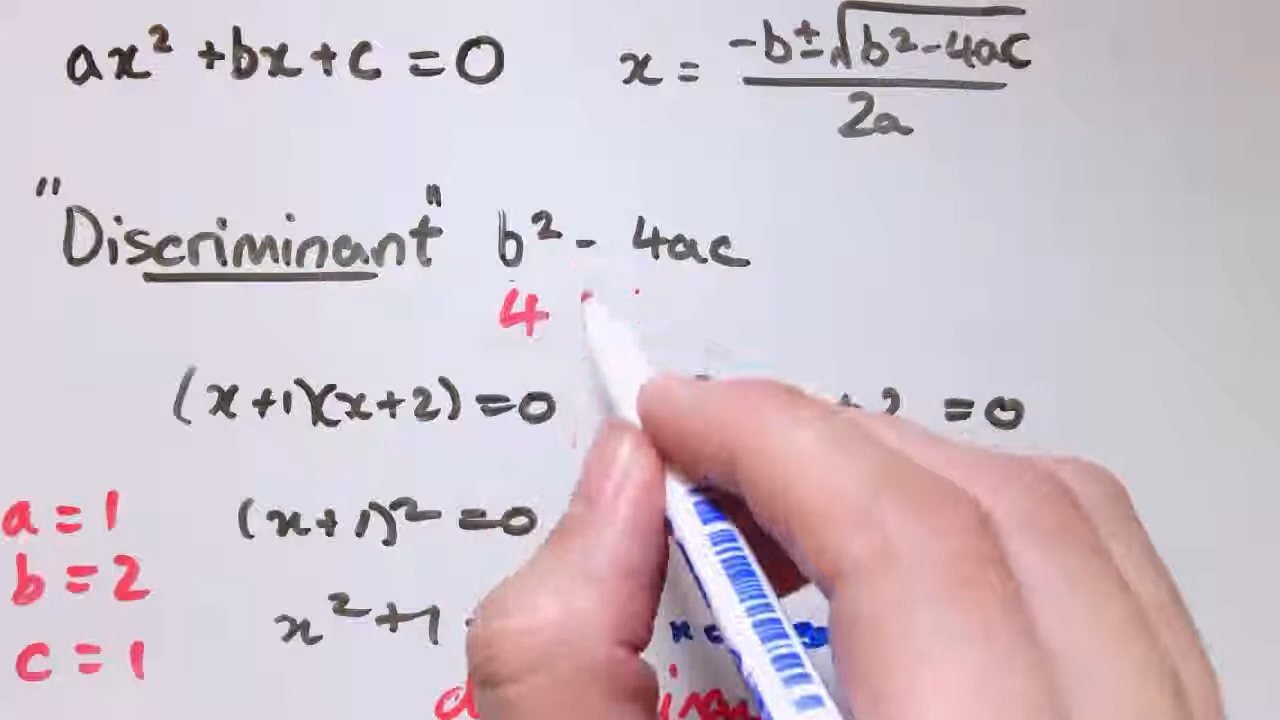 ax² + bx + c = 0
x = -b±√b²-4ac / 2a
"Discriminant" b² - 4ac
4
(x+1)(x+2) = 0
+ 2 = 0
a = 1
(x+1)² = 0
b = 2
x² + 1
c = 1